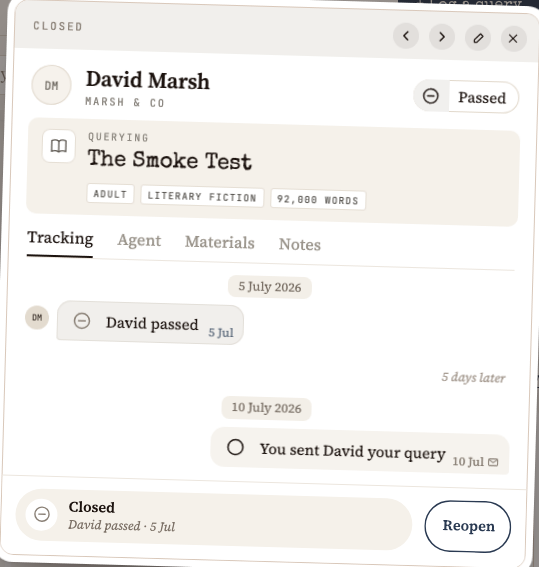 CLOSED
David Marsh
MARSH & CO
DM
Passed
QUERYING
The Smoke Test
ADULT
LITERARY FICTION
92,000 WORDS
Tracking
Agent
Materials
Notes
5 July 2026
DM
David passed
5 Jul
5 days later
10 July 2026
You sent David your query
10 Jul
Closed
David passed · 5 Jul
Reopen